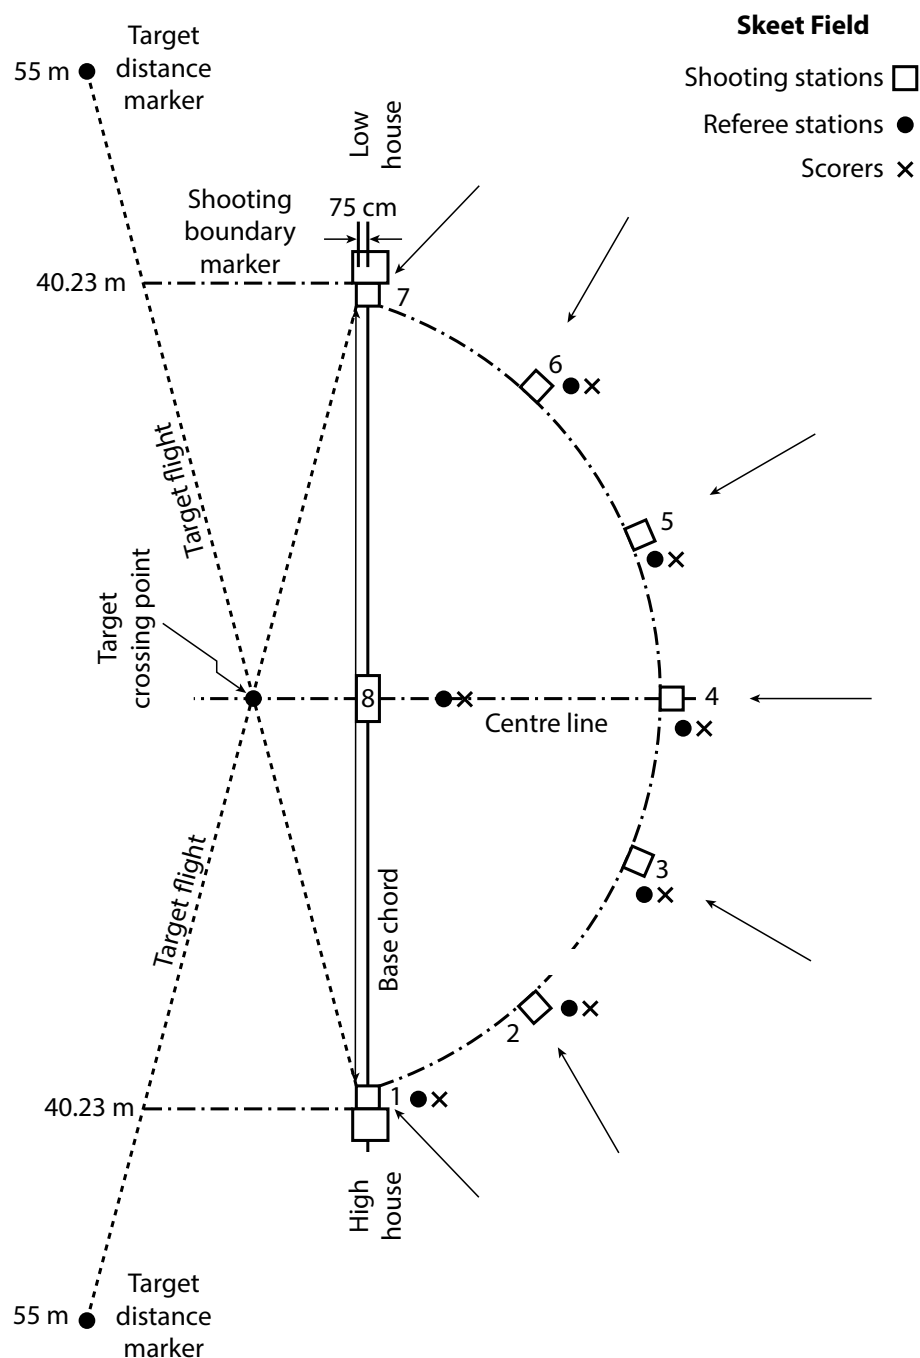 Skeet Field
Shooting stations
Referee stations
Scorers
Target
distance
marker
55 m
Low
house
Shooting
boundary
marker
75 cm
40.23 m
7
6
5
Target flight
Target
crossing point
8
4
Centre line
Target flight
Base chord
3
2
1
40.23 m
High
house
Target
distance
marker
55 m